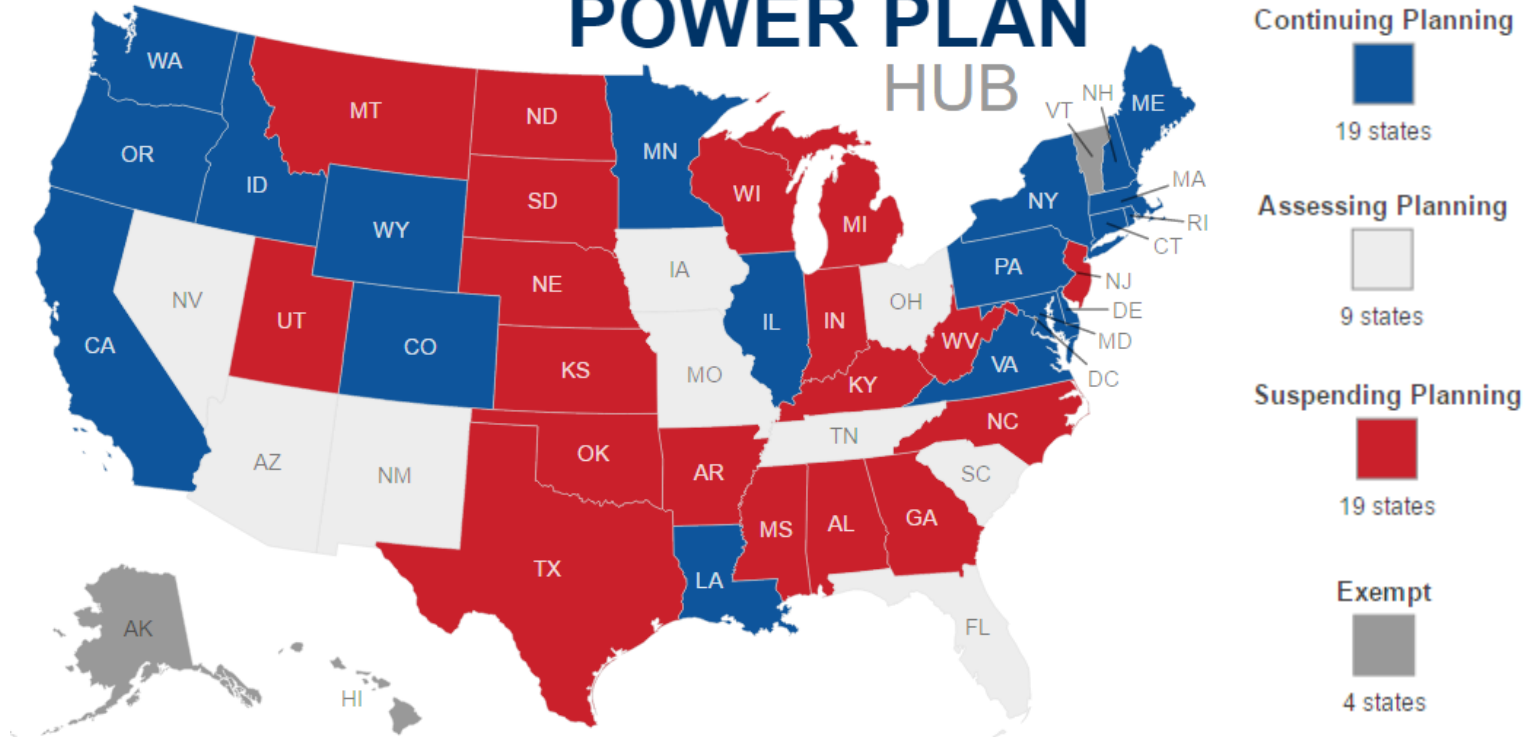 POWER PLAN
HUB
WA
OR
CA
ID
NV
MT
WY
UT
CO
AZ
NM
ND
SD
NE
KS
OK
TX
MN
IA
MO
AR
LA
WI
IL
MI
IN
OH
KY
TN
MS
AL
GA
FL
SC
NC
VA
WV
PA
NY
VT
NH
ME
MA
RI
CT
NJ
DE
MD
DC
AK
HI
Continuing Planning
19 states
Assessing Planning
9 states
Suspending Planning
19 states
Exempt
4 states